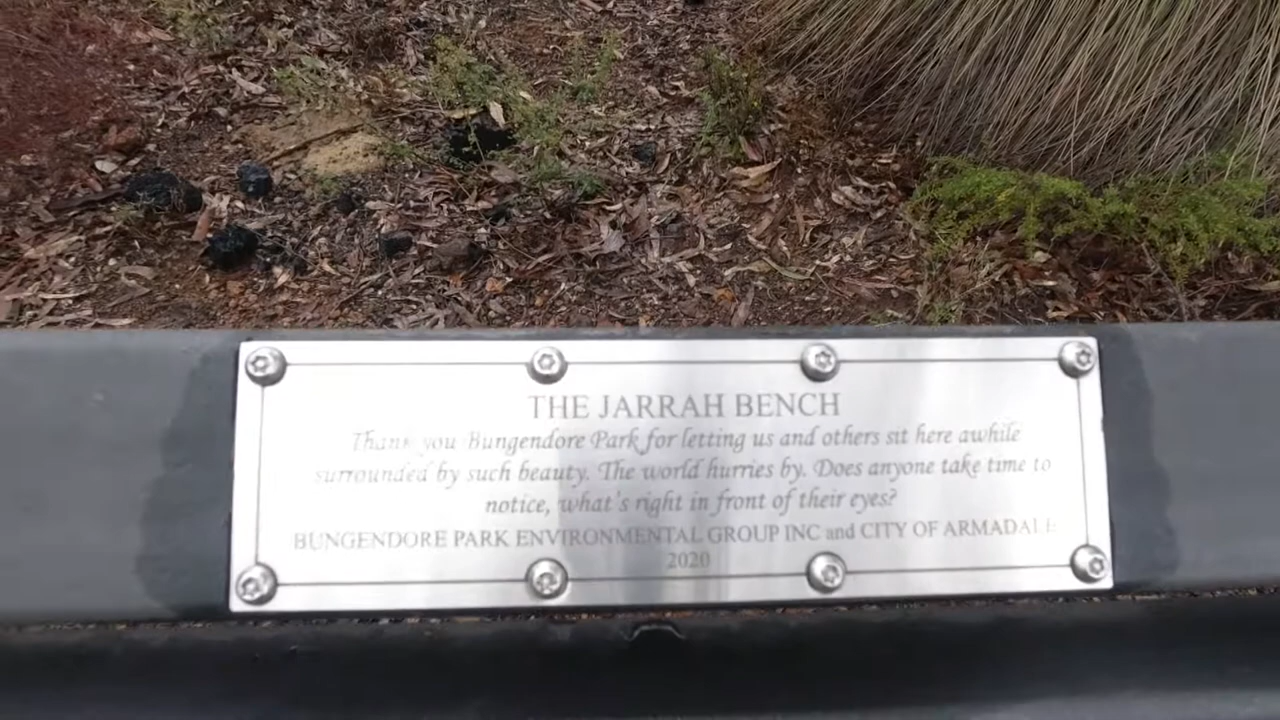 THE JARRAH BENCH
Thank you Bungendore Park for letting us and others sit here awhile
surrounded by such beauty. The world hurries by. Does anyone take time to
notice, what's right in front of their eyes?
BUNGENDORE PARK ENVIRONMENTAL GROUP INC and CITY OF ARMADALE
2020